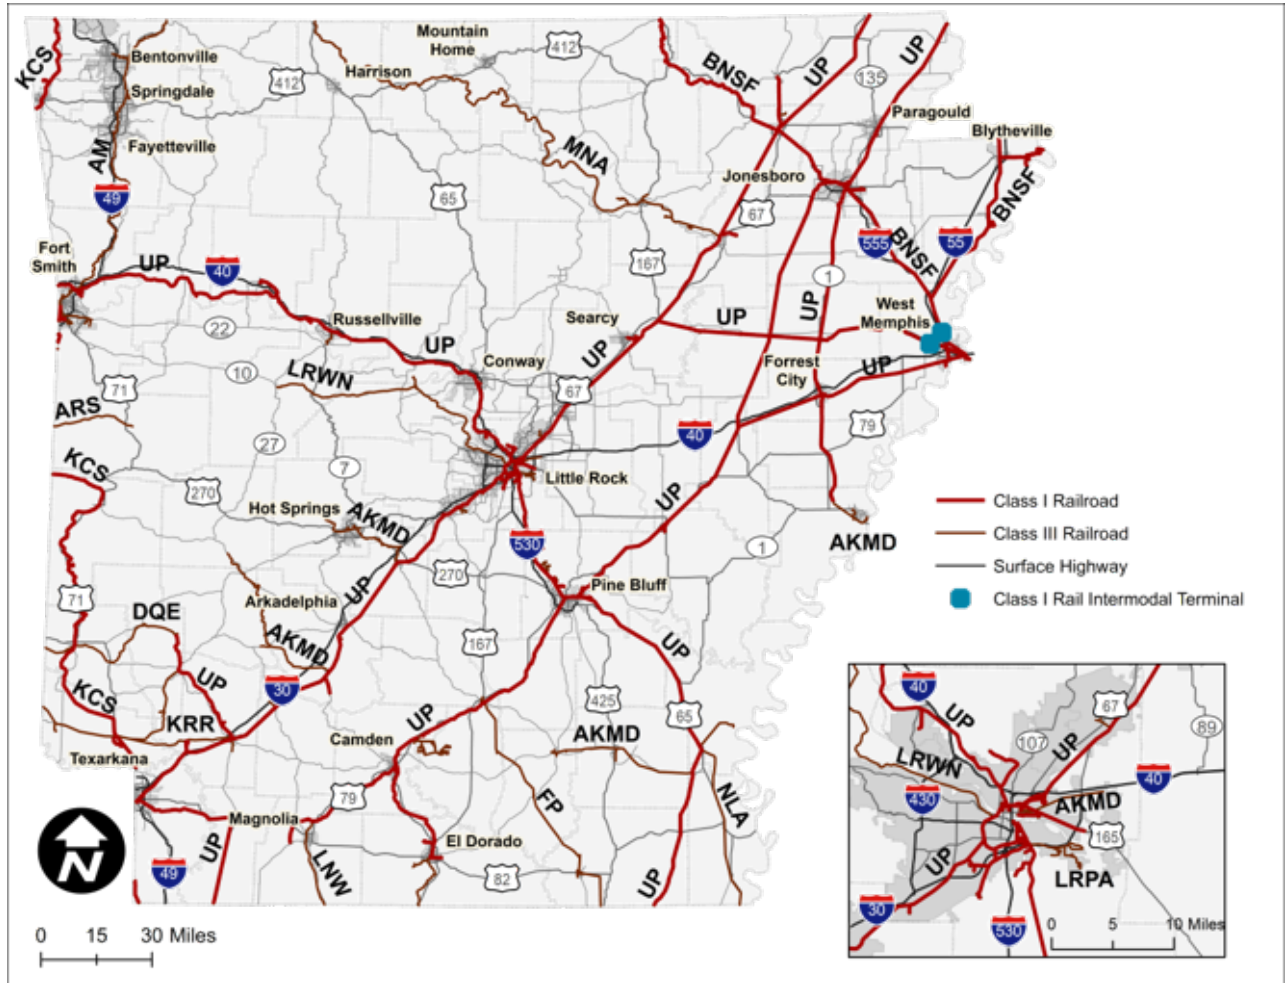 KCS
Bentonville
Springdale
Fayetteville
AM
49
Harrison
412
Mountain
Home
412
BNSF
UP
135
UP
Paragould
Blytheville
MNA
Jonesboro
65
67
167
555
BNSF
55
BNSF
1
Fort
Smith
UP
40
22
Russellville
UP
Searcy
UP
UP
West
Memphis
Conway
UP
67
Forrest
City
UP
71
10
LRWN
ARS
27
7
40
79
KCS
270
Hot Springs
AKMD
Little Rock
UP
AKMD
530
1
270
Pine Bluff
UP
71
DQE
Arkadelphia
AKMD
167
UP
UP
30
425
65
KCS
KRR
Camden
UP
AKMD
Texarkana
79
FP
NLA
Magnolia
UP
LNW
El Dorado
82
UP
49
N
0 15 30 Miles
Class I Railroad
Class III Railroad
Surface Highway
Class I Rail Intermodal Terminal
40
UP
67
89
107
UP
LRWN
40
430
AKMD
165
UP
LRPA
30
530
0 5 10 Miles